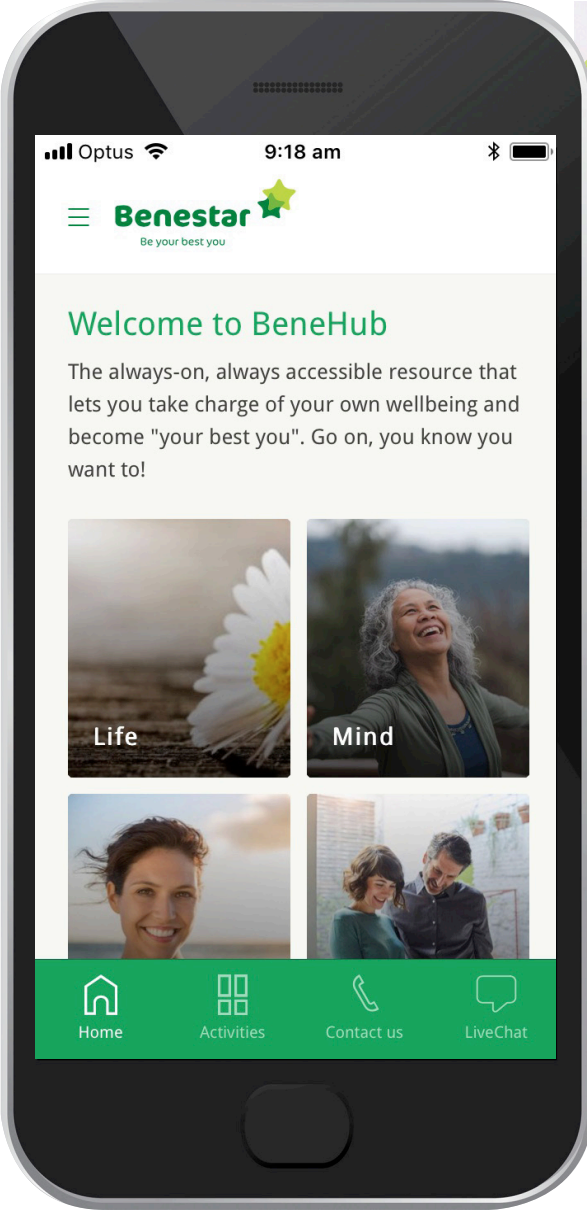 Optus 9:18 am
Benestar
Be your best you
Welcome to BeneHub
The always-on, always accessible resource that
lets you take charge of your own wellbeing and
become "your best you". Go on, you know you
want to!
Life Mind
Home Activities Contact us LiveChat